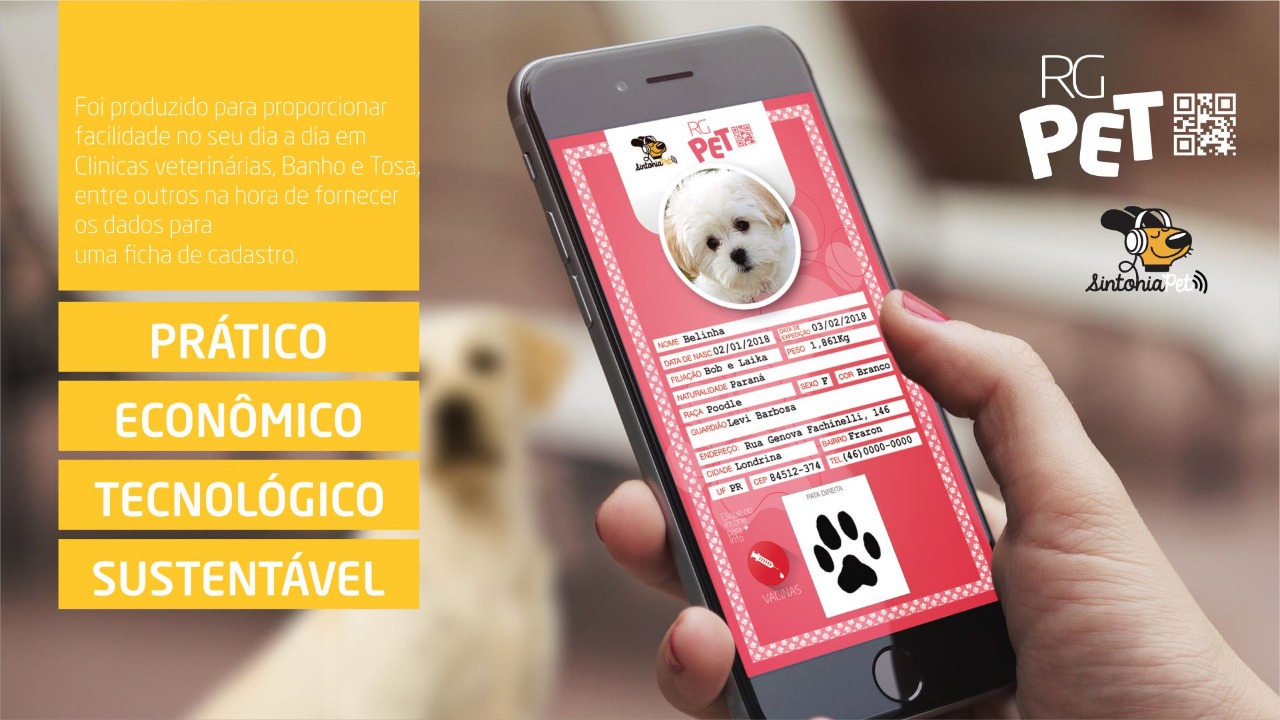 Foi produzido para proporcionar
facilidade no seu dia a dia em
Clinicas veterinárias, Banho e Tosa,
entre outros na hora de fornecer
os dados para
uma ficha de cadastro.
PRÁTICO
ECONÔMICO
TECNOLÓGICO
SUSTENTÁVEL
SintoniaPet
RG
PET
NOME Belinha
DATA DE EXPEDIÇÃO 03/02/2018
DATA DE NASC. 02/01/2018
PESO 1,861Kg
FILIAÇÃO Bob e Laika
NATURALIDADE Paraná
SEXO F COR Branco
RAÇA Poodle
GUARDIÃO Levi Barbosa
ENDEREÇO: Rua Genova Fachinelli, 146
CIDADE Londrina BAIRRO Fraron
UF PR CEP 84512-374 TEL (46)0000-0000
PATA DIREITA
Clique no
ícone
para +
info
VACINAS
RG
PET
SintoniaPet